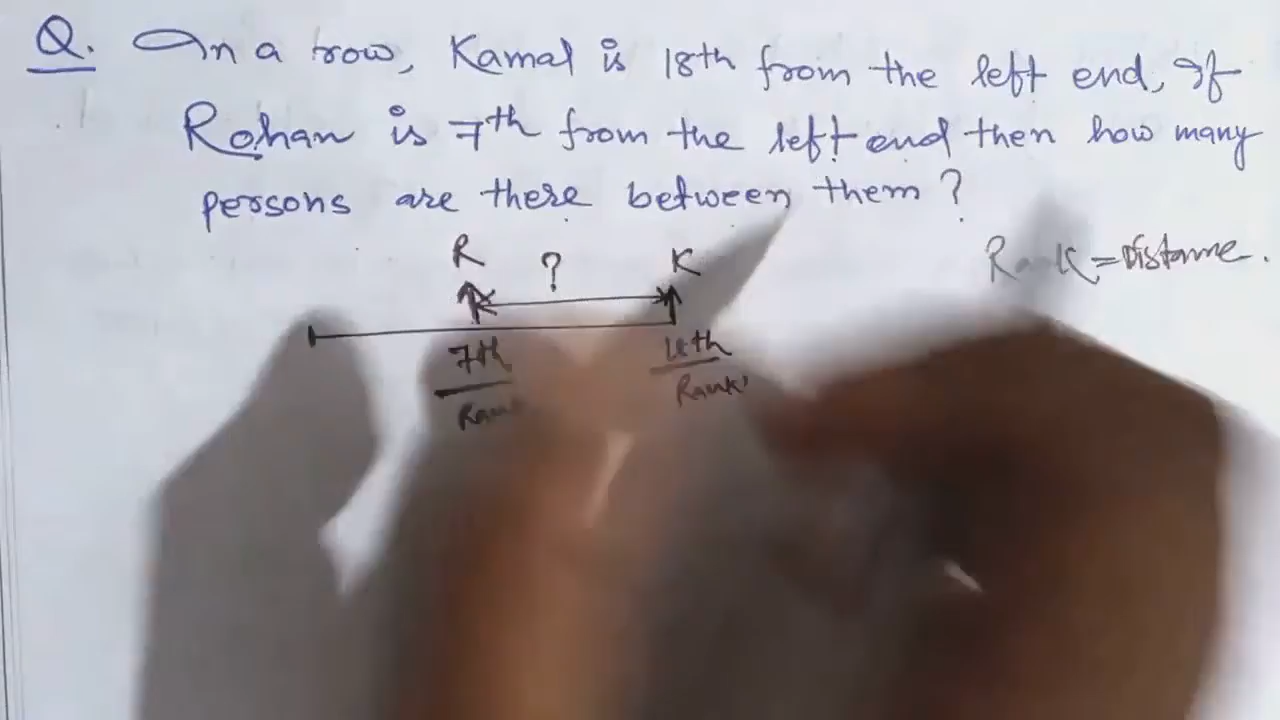 Q. In a row, Kamal is 18th from the left end, If
Rohan is 7th from the left end then how many
persons are there between them ?
R ? K
Rank = Distance.
7th 18th
Rank Rank